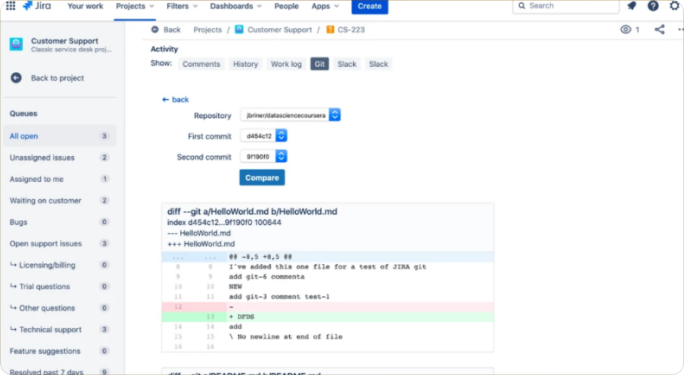 Jira Your work Projects Filters Dashboards People Apps Create Search
Customer Support
Classic service desk proj...
Back to project
Queues
All open 3
Unassigned issues 2
Assigned to me 1
Waiting on customer 2
Bugs 0
Open support issues 3
Licensing/billing 0
Trial questions 0
Other questions 0
Technical support 3
Feature suggestions 0
Resolved past 7 days 9
Back Projects / Customer Support / CS-223 1
Activity
Show: Comments History Work log Git Slack Slack
← back
Repository jbriner/datasciencecoursera
First commit d454c12
Second commit 9f190f0
Compare
diff --git a/HelloWorld.md b/HelloWorld.md
index d454c12...9f190f0 100644
--- HelloWorld.md
+++ HelloWorld.md
... ... @@ -8,5 +8,5 @@
8 8 I've added this one file for a test of JIRA git
9 9 add git-6 commenta
10 10 NEW
11 11 add git-3 comment test-1
12 -
13 + DFDS
14 14 add
15 15 \ No newline at end of file
16 16
diff --git a/README.md b/README.md